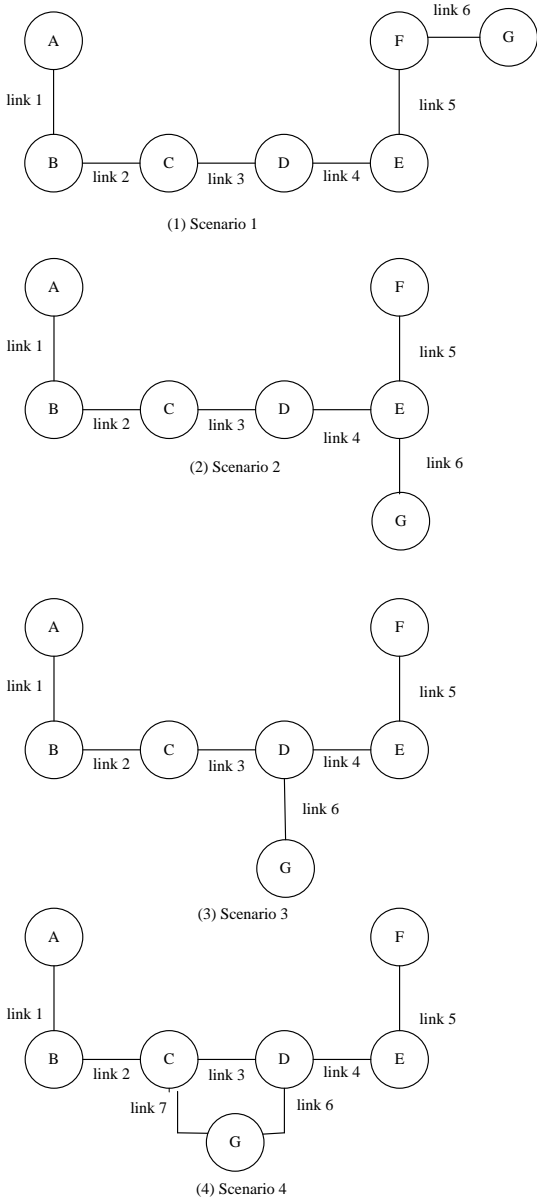 link 6
A
F
G
link 1
link 5
B
C
D
E
link 2
link 3
link 4
(1) Scenario 1
A
F
link 1
link 5
B
C
D
E
link 2
link 3
link 4
(2) Scenario 2
link 6
G
A
F
link 1
link 5
B
C
D
E
link 2
link 3
link 4
link 6
G
(3) Scenario 3
A
F
link 1
link 5
B
C
D
E
link 2
link 3
link 4
link 7
link 6
G
(4) Scenario 4